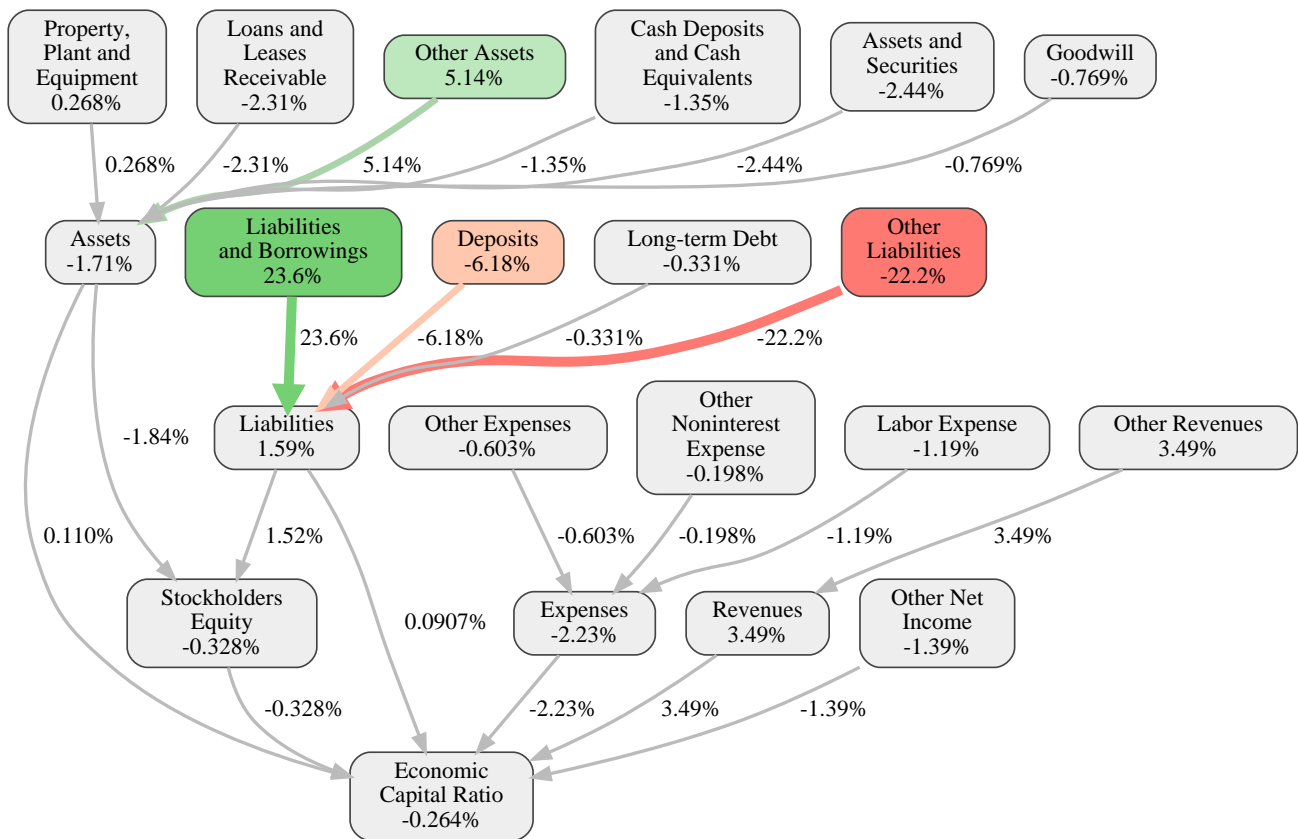 Property,
Plant and
Equipment
0.268%
Loans and
Leases
Receivable
-2.31%
Other Assets
5.14%
Cash Deposits
and Cash
Equivalents
-1.35%
Assets and
Securities
-2.44%
Goodwill
-0.769%
0.268%
-2.31%
5.14%
-1.35%
-2.44%
-0.769%
Assets
-1.71%
Liabilities
and Borrowings
23.6%
Deposits
-6.18%
Long-term Debt
-0.331%
Other
Liabilities
-22.2%
23.6%
-6.18%
-0.331%
-22.2%
-1.84%
Liabilities
1.59%
Other Expenses
-0.603%
Other
Noninterest
Expense
-0.198%
Labor Expense
-1.19%
Other Revenues
3.49%
0.110%
1.52%
-0.603%
-0.198%
-1.19%
3.49%
Stockholders
Equity
-0.328%
0.0907%
Expenses
-2.23%
Revenues
3.49%
Other Net
Income
-1.39%
-0.328%
-2.23%
3.49%
-1.39%
Economic
Capital Ratio
-0.264%